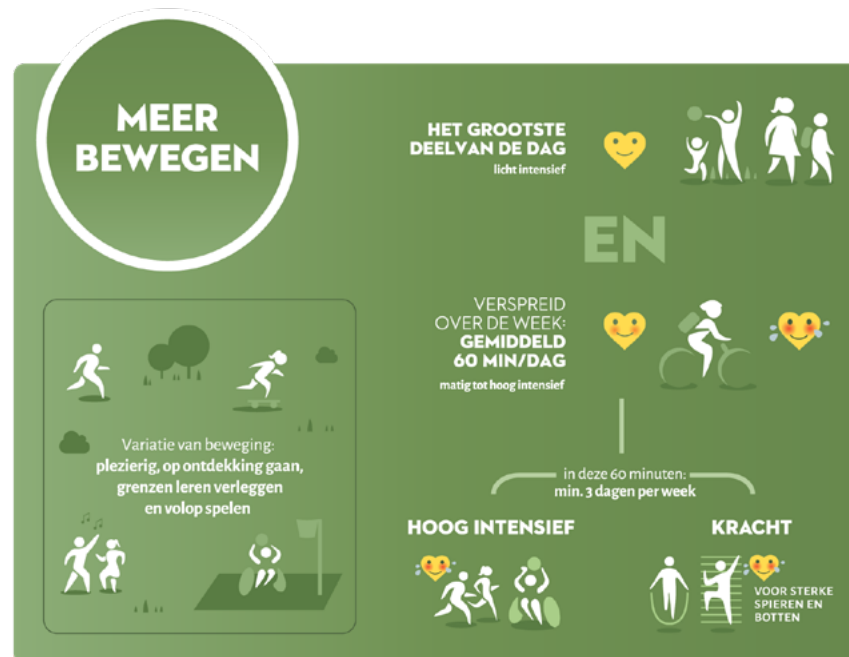 MEER
BEWEGEN
HET GROOTSTE
DEELVAN DE DAG
licht intensief
EN
VERSPREID
OVER DE WEEK:
GEMIDDELD
60 MIN/DAG
matig tot hoog intensief
Variatie van beweging:
plezierig, op ontdekking gaan,
grenzen leren verleggen
en volop spelen
in deze 60 minuten:
min. 3 dagen per week
HOOG INTENSIEF
KRACHT
VOOR STERKE
SPIEREN EN
BOTTEN